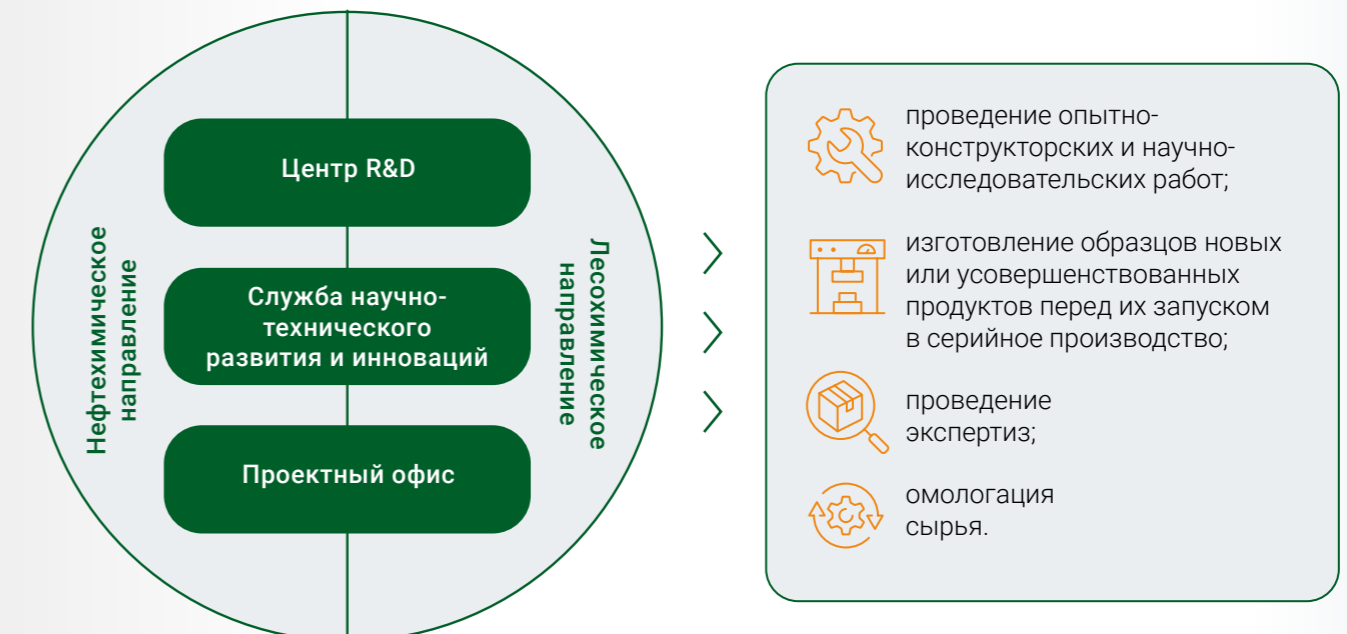 Нефтехимическое
направление
Центр R&D
Служба научно-
технического
развития и инноваций
Проектный офис
Лесохимическое
направление
проведение опытно-
конструкторских и научно-
исследовательских работ;
изготовление образцов новых
или усовершенствованных
продуктов перед их запуском
в серийное производство;
проведение
экспертиз;
омологация
сырья.